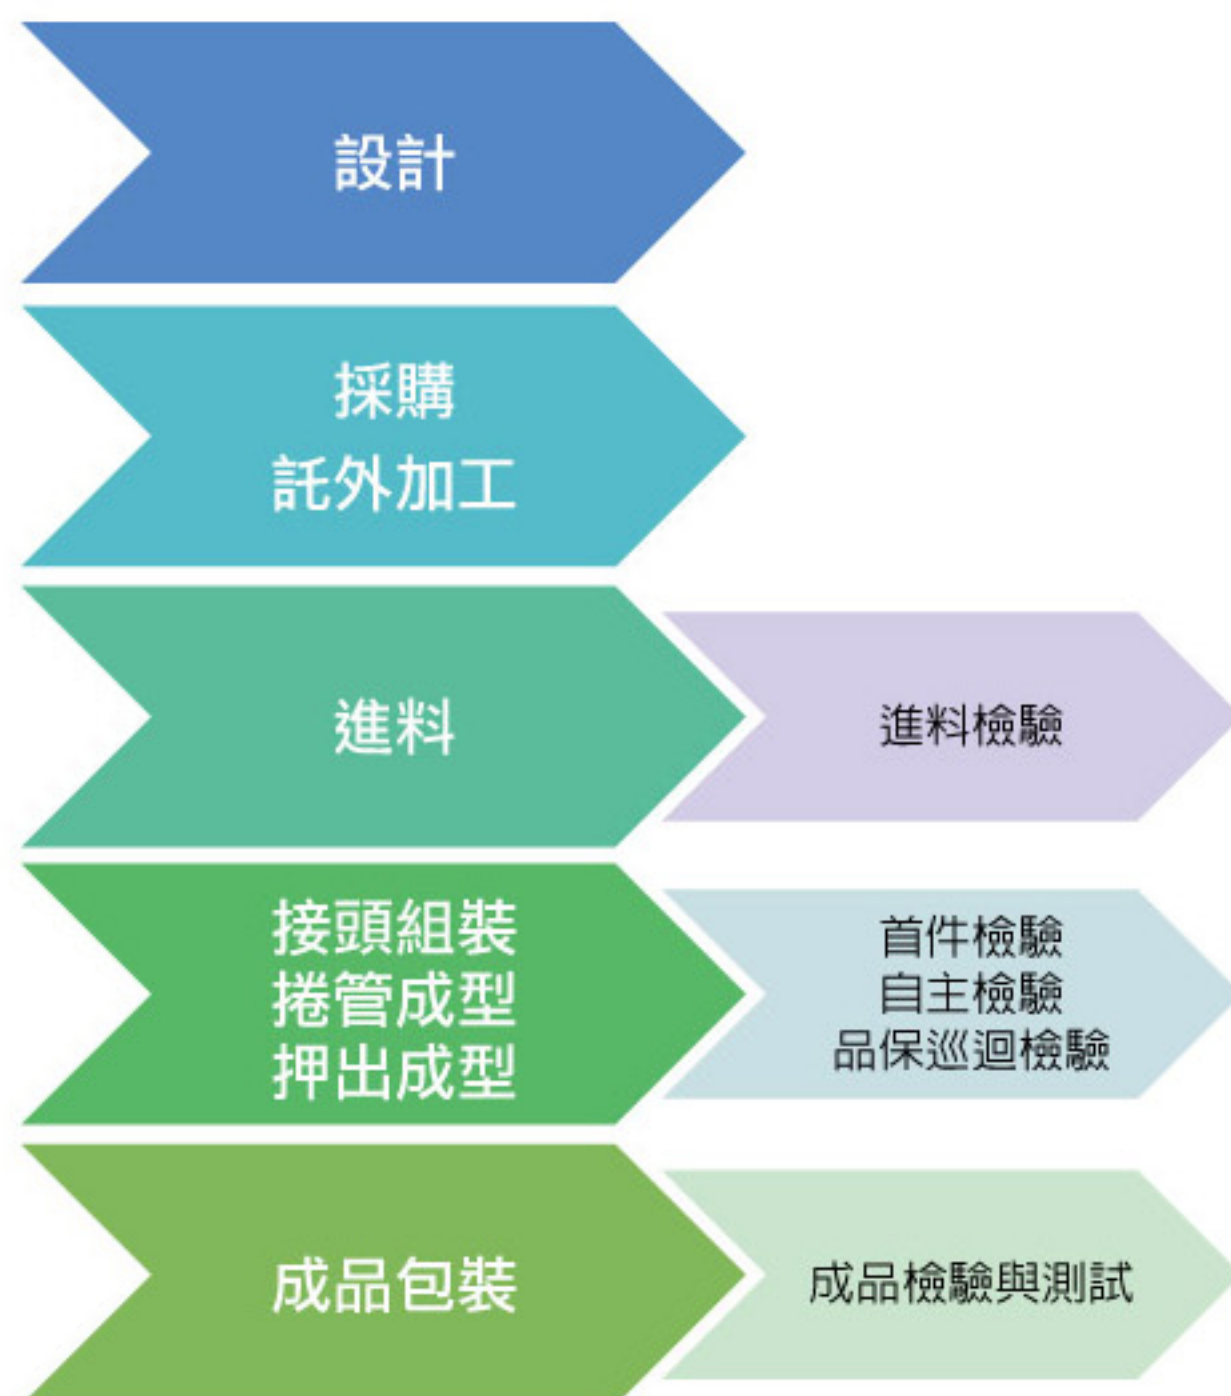 設計
採購
託外加工
進料
進料檢驗
接頭組裝
捲管成型
押出成型
首件檢驗
自主檢驗
品保巡迴檢驗
成品包裝
成品檢驗與測試